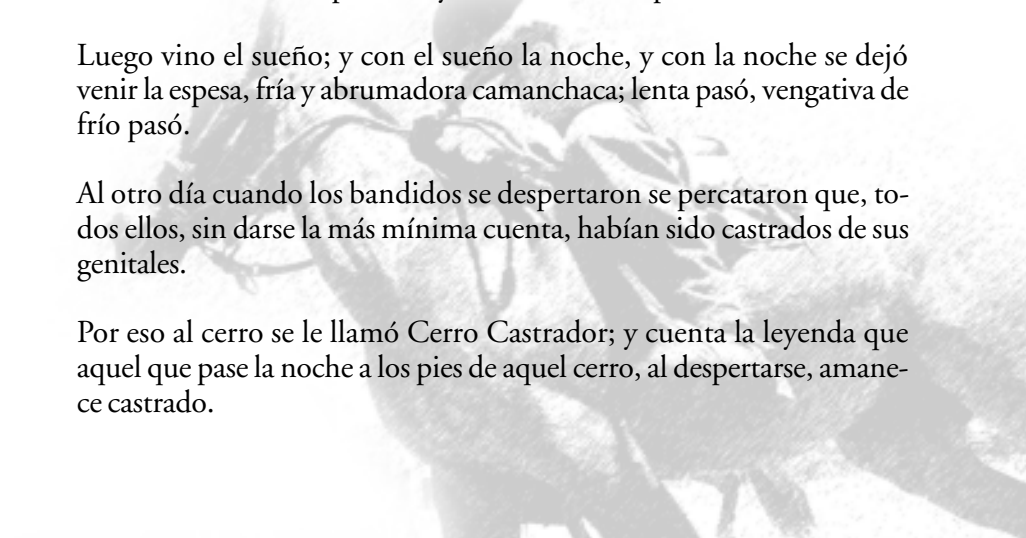 Luego vino el sueño; y con el sueño la noche, y con la noche se dejó
venir la espesa, fría y abrumadora camanchaca; lenta pasó, vengativa de
frío pasó.
Al otro día cuando los bandidos se despertaron se percataron que, to-
dos ellos, sin darse la más mínima cuenta, habían sido castrados de sus
genitales.
Por eso al cerro se le llamó Cerro Castrador; y cuenta la leyenda que
aquel que pase la noche a los pies de aquel cerro, al despertarse, amane-
ce castrado.